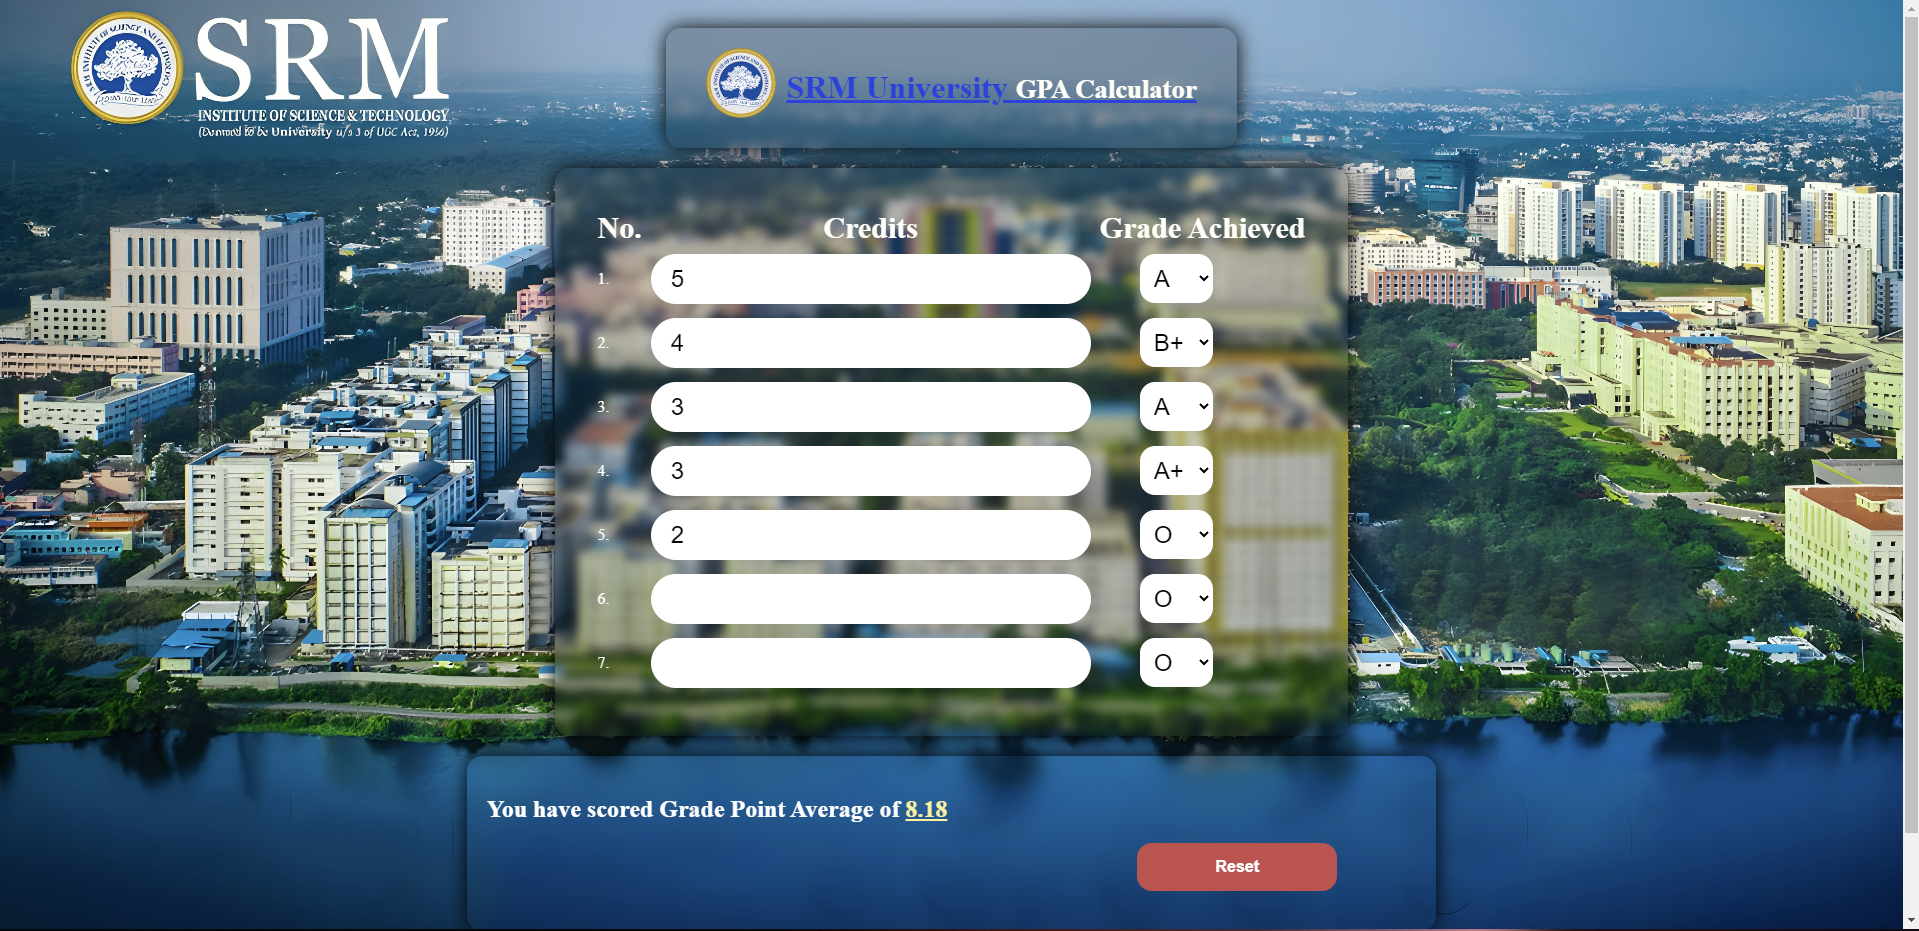 SRM
INSTITUTE OF SCIENCE & TECHNOLOGY
(Deemed to be University u/s 3 of UGC Act, 1956)
SRM University GPA Calculator
No. Credits Grade Achieved
1. 5 A
2. 4 B+
3. 3 A
4. 3 A+
5. 2 O
6. O
7. O
You have scored Grade Point Average of 8.18
Reset